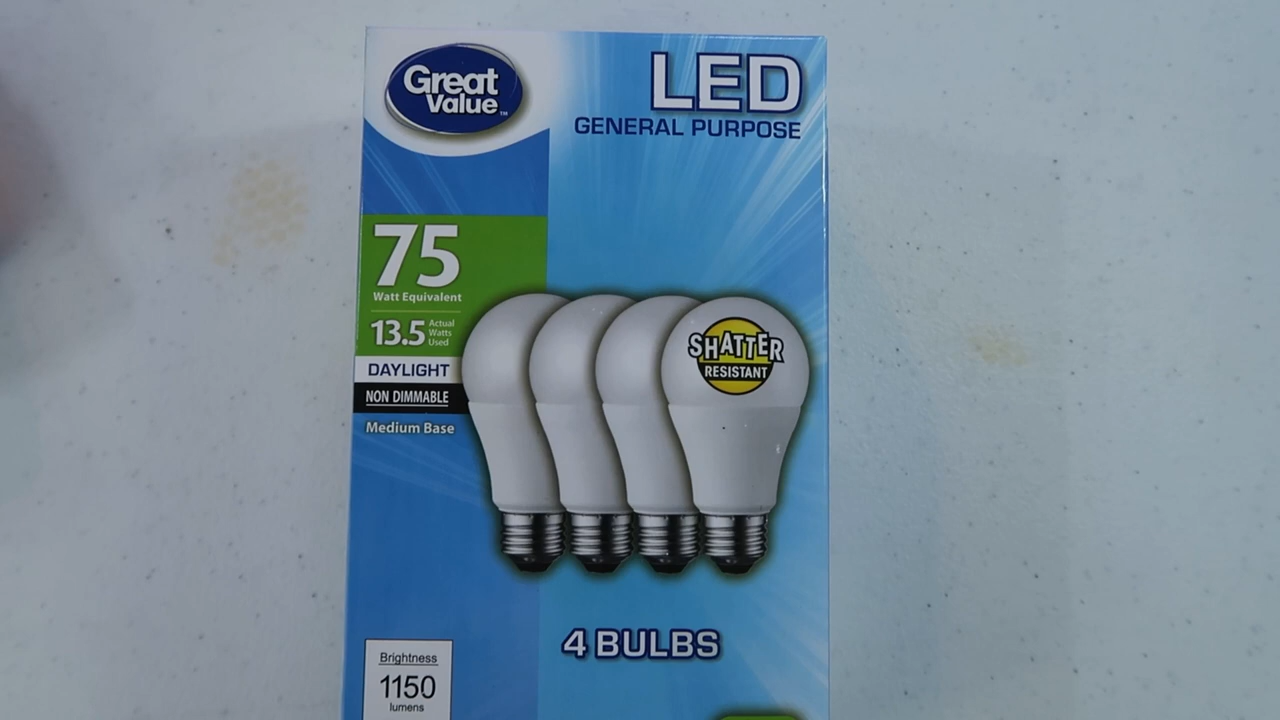 Great
Value™
LED
GENERAL PURPOSE
75
Watt Equivalent
13.5 Actual
Watts
Used
DAYLIGHT
NON DIMMABLE
Medium Base
SHATTER
RESISTANT
4 BULBS
Brightness
1150
lumens